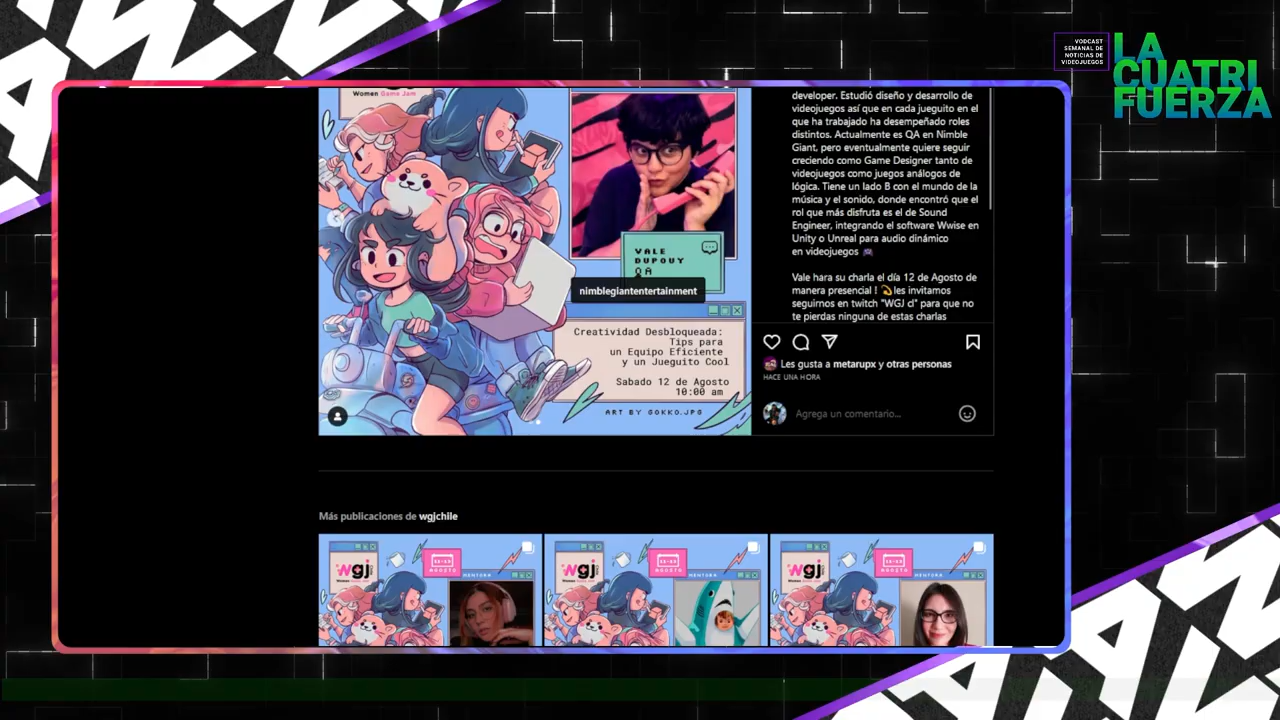 VODCAST
SEMANAL DE
NOTICIAS DE
VIDEOJUEGOS
LA
CUATRI
FUERZA
Women Game Jam
VALE
DUPOUY
QA
nimblegiantentertainment
Creatividad Desbloqueada:
Tips para
un Equipo Eficiente
y un Jueguito Cool
Sabado 12 de Agosto
10:00 am
ART BY GOKKO.JPG
developer. Estudió diseño y desarrollo de
videojuegos así que en cada jueguito en el
que ha trabajado ha desempeñado roles
distintos. Actualmente es QA en Nimble
Giant, pero eventualmente quiere seguir
creciendo como Game Designer tanto de
videojuegos como juegos análogos de
lógica. Tiene un lado B con el mundo de la
música y el sonido, donde encontró que el
rol que más disfruta es el de Sound
Engineer, integrando el software Wwise en
Unity o Unreal para audio dinámico
en videojuegos 👾
Vale hara su charla el día 12 de Agosto de
manera presencial ! 💫les invitamos
seguirnos en twitch "WGJ cl" para que no
te pierdas ninguna de estas charlas
Les gusta a metarupx y otras personas
HACE UNA HORA
Agrega un comentario...
Más publicaciones de wgjchile
wgj
AGOSTO
MENTORA
wgj
AGOSTO
MENTORA
wgj
AGOSTO
MENTORA